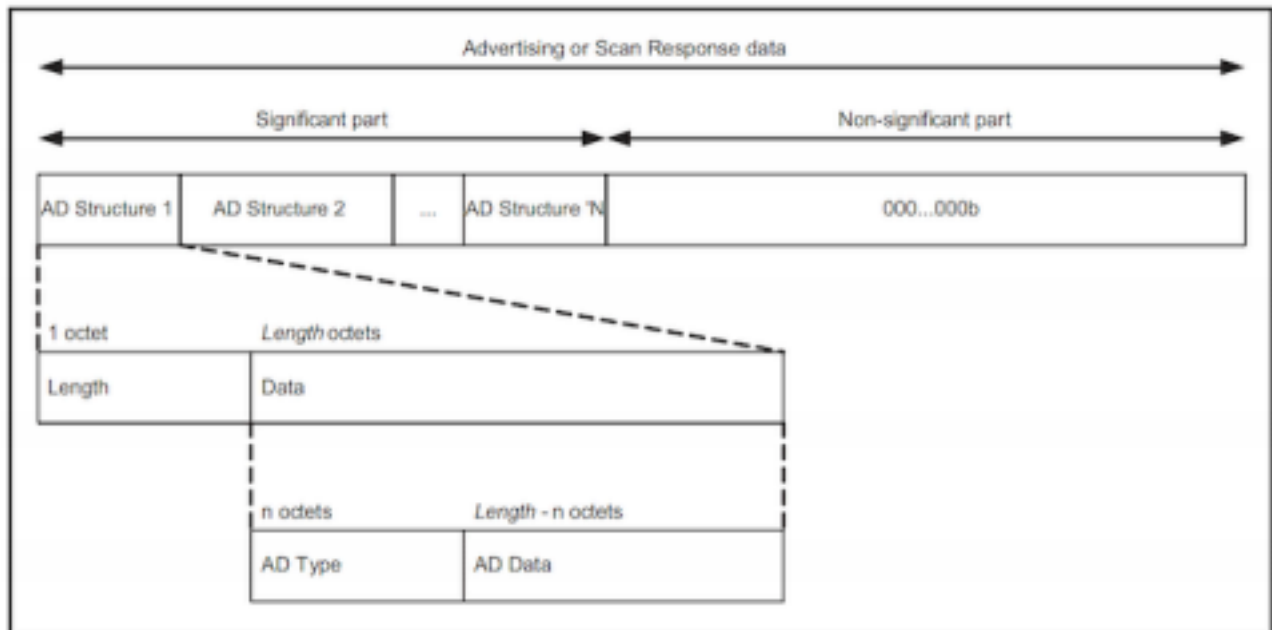 Advertising or Scan Response data
Significant part Non-significant part
AD Structure 1 AD Structure 2 ... AD Structure 'N 000...000b
1 octet Length octets
Length Data
n octets Length - n octets
AD Type AD Data